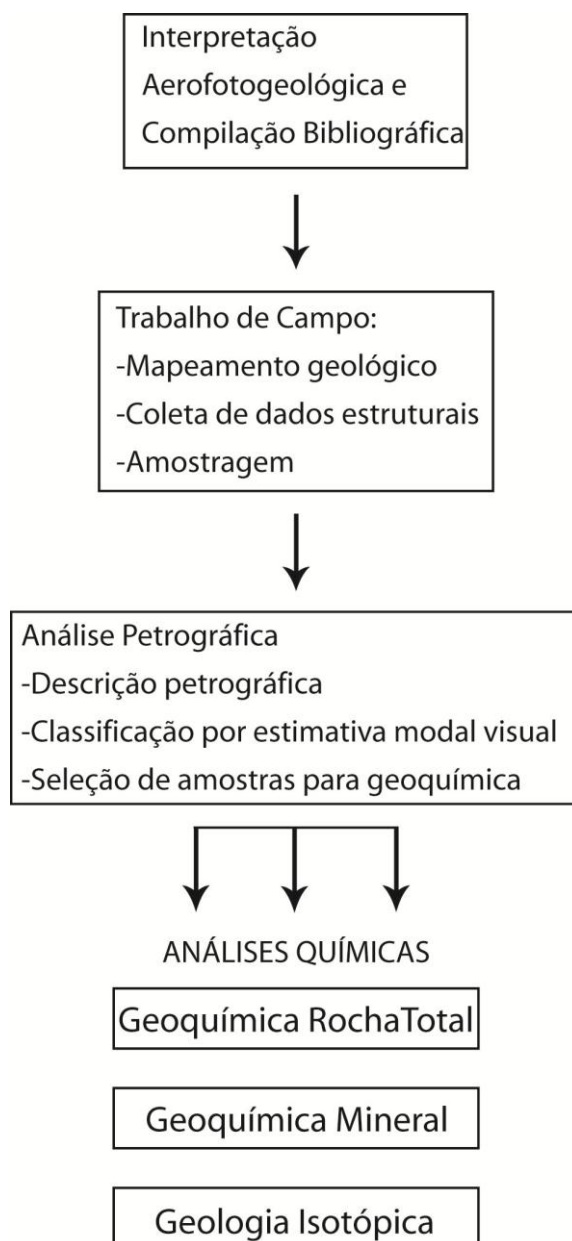 Interpretação
Aerofotogeológica e
Compilação Bibliográfica
Trabalho de Campo:
-Mapeamento geológico
-Coleta de dados estruturais
-Amostragem
Análise Petrográfica
-Descrição petrográfica
-Classificação por estimativa modal visual
-Seleção de amostras para geoquímica
ANÁLISES QUÍMICAS
Geoquímica RochaTotal
Geoquímica Mineral
Geologia Isotópica